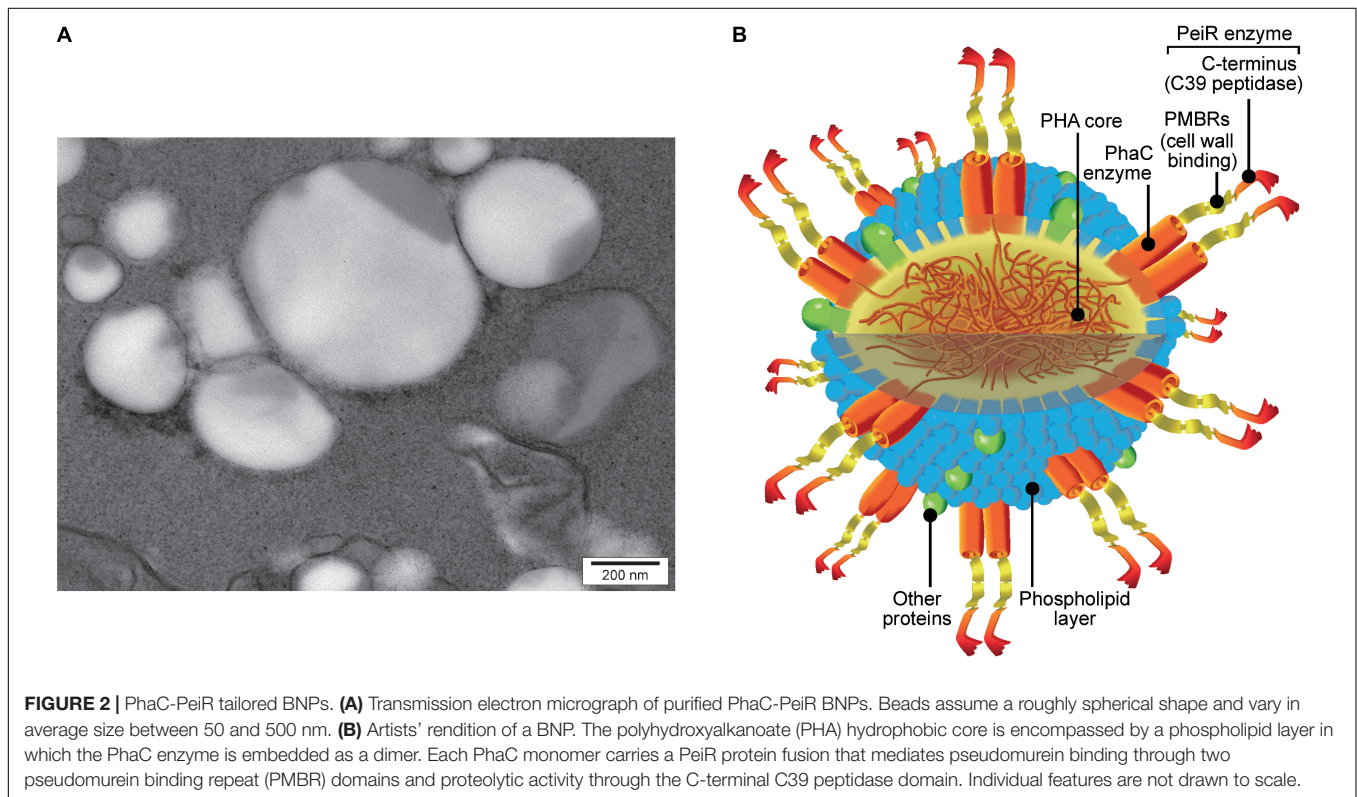 A
200 nm
B
PeiR enzyme
C-terminus
(C39 peptidase)
PHA core
PMBRs
(cell wall
binding)
PhaC
enzyme
Other
proteins
Phospholipid
layer
FIGURE 2 | PhaC-PeiR tailored BNPs. (A) Transmission electron micrograph of purified PhaC-PeiR BNPs. Beads assume a roughly spherical shape and vary in
average size between 50 and 500 nm. (B) Artists' rendition of a BNP. The polyhydroxyalkanoate (PHA) hydrophobic core is encompassed by a phospholipid layer in
which the PhaC enzyme is embedded as a dimer. Each PhaC monomer carries a PeiR protein fusion that mediates pseudomurein binding through two
pseudomurein binding repeat (PMBR) domains and proteolytic activity through the C-terminal C39 peptidase domain. Individual features are not drawn to scale.